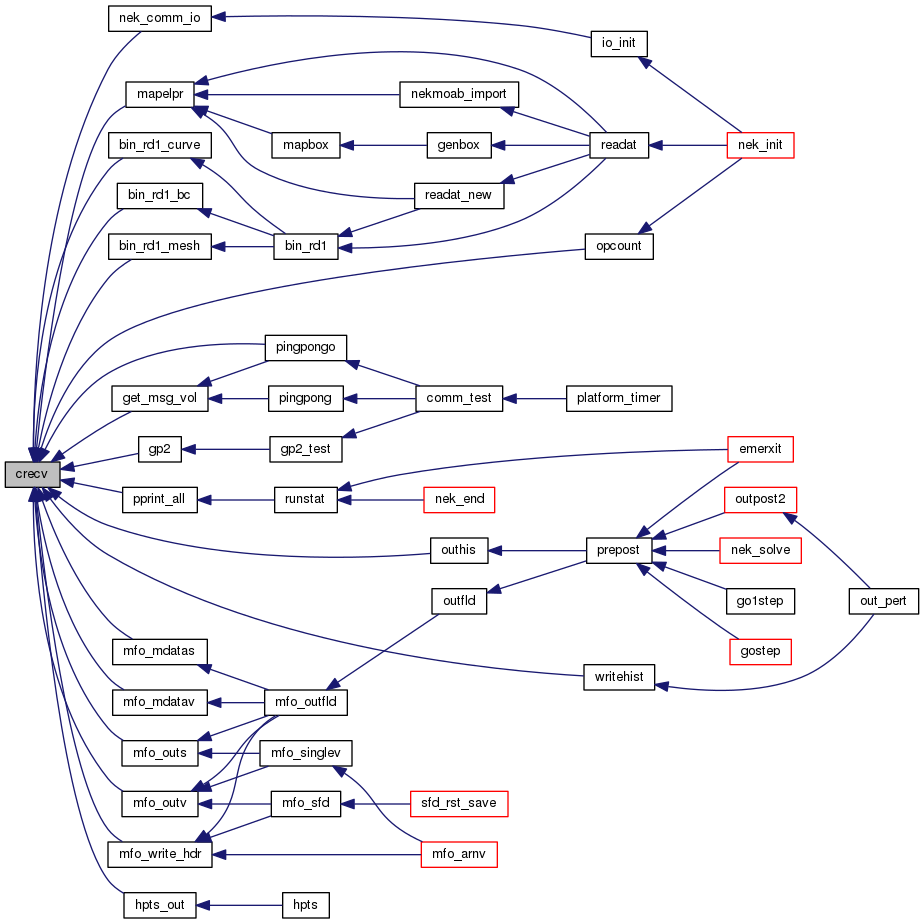 nek_comm_io
io_init
mapelpr
nekmoab_import
bin_rd1_curve
mapbox
genbox
readat
nek_init
bin_rd1_bc
readat_new
bin_rd1_mesh
bin_rd1
opcount
pingpongo
get_msg_vol
pingpong
comm_test
platform_timer
gp2
gp2_test
emerxit
crecv
pprint_all
runstat
nek_end
outpost2
outhis
prepost
nek_solve
outfld
go1step
out_pert
mfo_mdatas
gostep
writehist
mfo_mdatav
mfo_outfld
mfo_outs
mfo_singlev
mfo_outv
mfo_sfd
sfd_rst_save
mfo_write_hdr
mfo_arnv
hpts_out
hpts